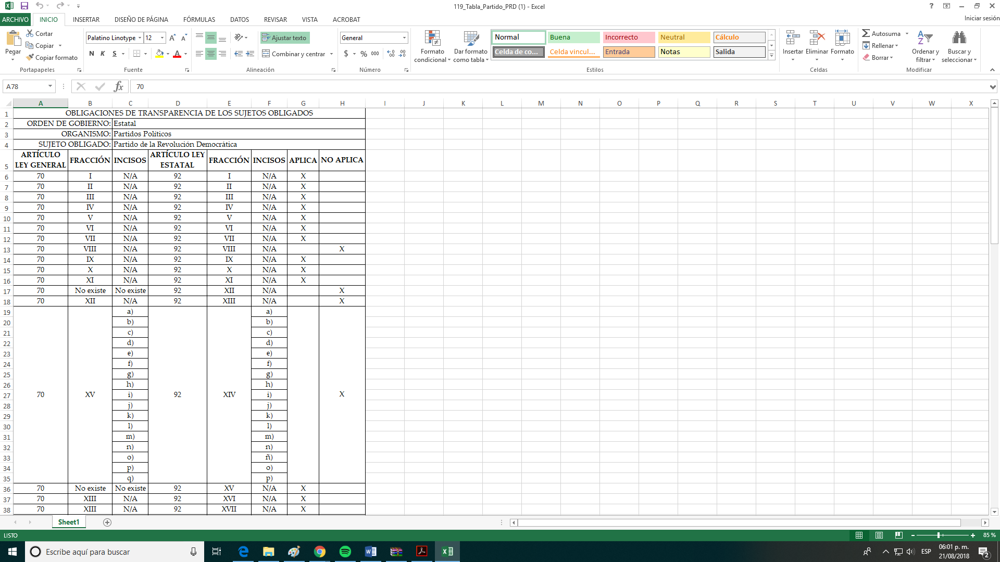 119_Tabla_Partido_PRD (1) - Excel
ARCHIVO INICIO INSERTAR DISEÑO DE PÁGINA FÓRMULAS DATOS REVISAR VISTA ACROBAT Iniciar sesión
Pegar
Cortar
Copiar
Copiar formato
Portapapeles
Palatino Linotype 12
N K S
Fuente
Ajustar texto
Combinar y centrar
Alineación
General
$ % 000
Número
Formato condicional
Dar formato como tabla
Normal Buena Incorrecto Neutral Cálculo
Celda de co... Celda vincul... Entrada Notas Salida
Estilos
Insertar Eliminar Formato
Celdas
Autosuma
Rellenar
Borrar
Ordenar y filtrar
Buscar y seleccionar
Modificar
A78 fx 70
A B C D E F G H I J K L M N O P Q R S T U V W X
1 OBLIGACIONES DE TRANSPARENCIA DE LOS SUJETOS OBLIGADOS
2 ORDEN DE GOBIERNO: Estatal
3 ORGANISMO: Partidos Políticos
4 SUJETO OBLIGADO: Partido de la Revolución Democrática
5 ARTÍCULO LEY GENERAL FRACCIÓN INCISOS ARTÍCULO LEY ESTATAL FRACCIÓN INCISOS APLICA NO APLICA
6 70 I N/A 92 I N/A X
7 70 II N/A 92 II N/A X
8 70 III N/A 92 III N/A X
9 70 IV N/A 92 IV N/A X
10 70 V N/A 92 V N/A X
11 70 VI N/A 92 VI N/A X
12 70 VII N/A 92 VII N/A X
13 70 VIII N/A 92 VIII N/A X
14 70 IX N/A 92 IX N/A X
15 70 X N/A 92 X N/A X
16 70 XI N/A 92 XI N/A X
17 70 No existe No existe 92 XII N/A X
18 70 XII N/A 92 XIII N/A X
19 a) a)
20 b) b)
21 c) c)
22 d) d)
23 e) e)
24 f) f)
25 g) g)
26 h) h)
27 70 XV i) 92 XIV i) X
28 j) j)
29 k) k)
30 l) l)
31 m) m)
32 n) n)
33 o) ñ)
34 p) o)
35 q) p)
36 70 No existe No existe 92 XV N/A X
37 70 XIII N/A 92 XVI N/A X
38 70 XIII N/A 92 XVII N/A X
Sheet1
LISTO 85 %
Escribe aquí para buscar
ESP
06:01 p. m.
21/08/2018
2